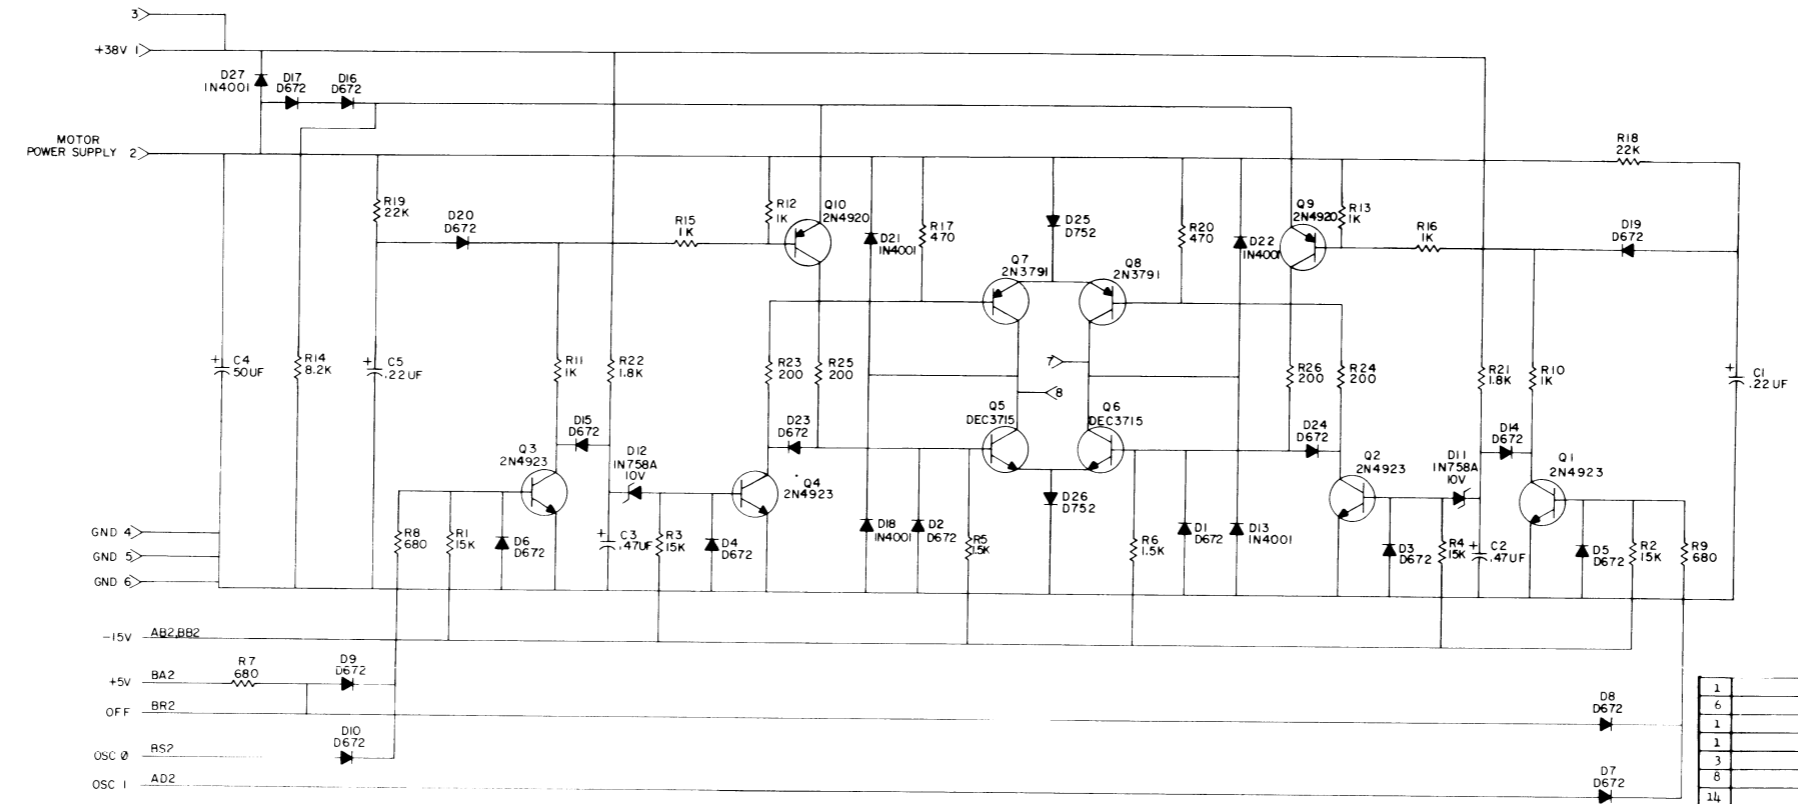 3
+38V 1
D27
1N4001
D17
D672
D16
D672
MOTOR
POWER SUPPLY 2
R18
22K
R19
22K
D20
D672
R15
1K
R12
1K
Q10
2N4920
D21
1N4001
R17
470
D25
D752
R20
470
D22
1N4001
Q9
2N4920
R13
1K
R16
1K
D19
D672
Q7
2N3791
Q8
2N3791
+ C4
50UF
R14
8.2K
+ C5
.22UF
R11
1K
R22
1.8K
R23
200
R25
200
7
8
R26
200
R24
200
R21
1.8K
R10
1K
+ C1
.22UF
Q3
2N4923
D15
D672
D12
1N758A
10V
D23
D672
Q4
2N4923
Q5
DEC3715
Q6
DEC3715
D24
D672
Q2
2N4923
D11
1N758A
10V
D14
D672
Q1
2N4923
D26
D752
GND 4
GND 5
GND 6
R8
680
R1
15K
D6
D672
+ C3
.47UF
R3
15K
D4
D672
D18
1N4001
D2
D672
R5
1.5K
R6
1.5K
D1
D672
D13
1N4001
D3
D672
R4
15K
+ C2
.47UF
D5
D672
R2
15K
R9
680
-15V AB2,BB2
+5V BA2
R7
680
D9
D672
OFF BR2
D8
D672
OSC 0 BS2
D10
D672
OSC 1 AD2
D7
D672
1
6
1
1
3
8
14